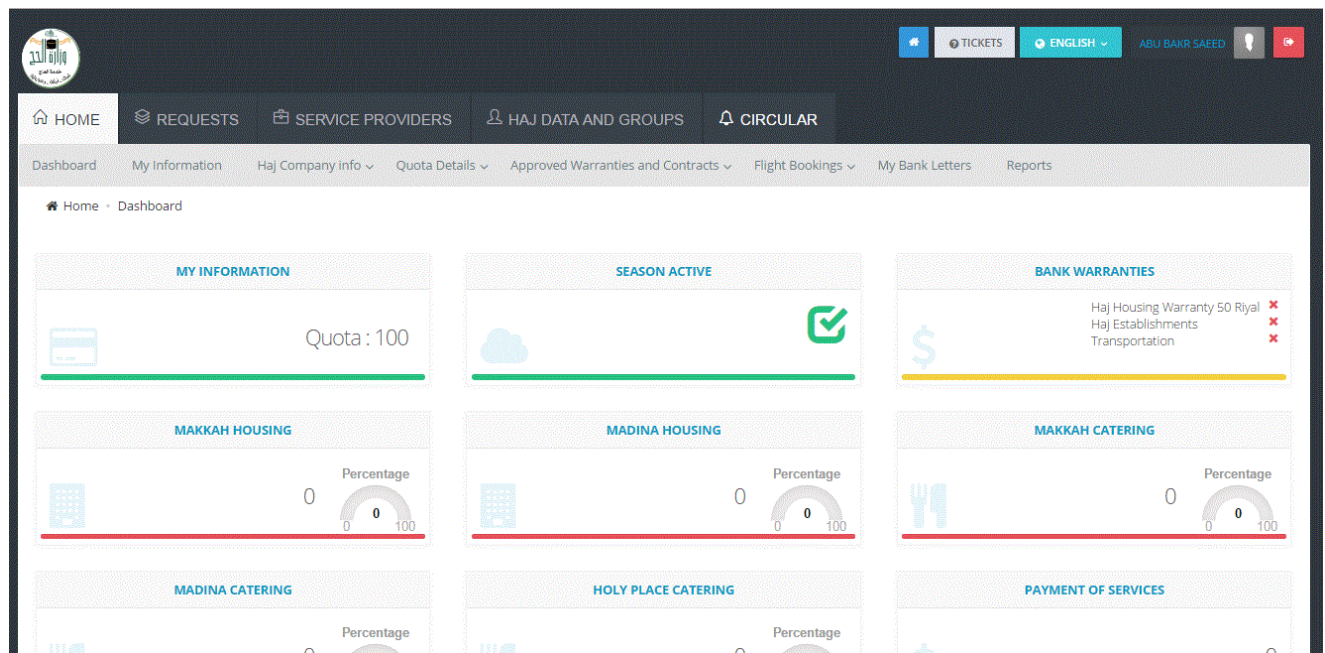 وزارة الحج
TICKETS
ENGLISH
ABU BAKR SAEED
HOME
REQUESTS
SERVICE PROVIDERS
HAJ DATA AND GROUPS
CIRCULAR
Dashboard
My Information
Haj Company info
Quota Details
Approved Warranties and Contracts
Flight Bookings
My Bank Letters
Reports
Home • Dashboard
MY INFORMATION
Quota : 100
SEASON ACTIVE
BANK WARRANTIES
Haj Housing Warranty 50 Riyal
Haj Establishments
Transportation
MAKKAH HOUSING
Percentage
0
0
0 100
MADINA HOUSING
Percentage
0
0
0 100
MAKKAH CATERING
Percentage
0
0
0 100
MADINA CATERING
Percentage
HOLY PLACE CATERING
Percentage
PAYMENT OF SERVICES